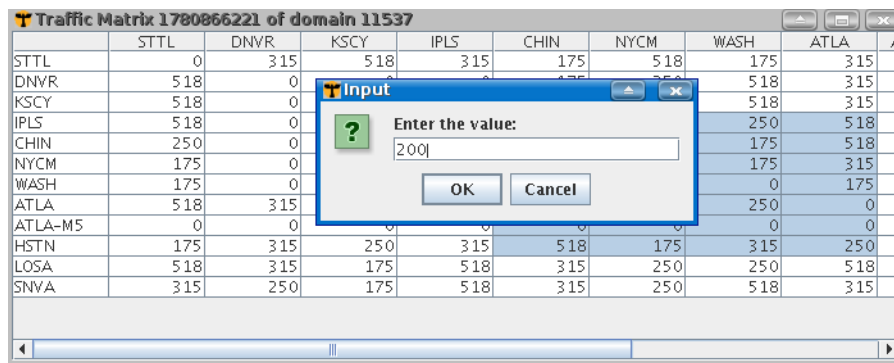 Traffic Matrix 1780866221 of domain 11537
STTL DNVR KSCY IPLS CHIN NYCM WASH ATLA
STTL 0 315 518 315 175 518 175 315
DNVR 518 0 518 315
KSCY 518 0 518 315
IPLS 518 0 250 518
CHIN 250 0 175 518
NYCM 175 0 175 315
WASH 175 0 0 175
ATLA 518 315 250 0
ATLA-M5 0 0 0 0 0 0 0 0
HSTN 175 315 250 315 518 175 315 250
LOSA 518 315 175 518 315 250 250 518
SNVA 315 250 175 518 315 250 518 315
Input
Enter the value:
200
OK Cancel